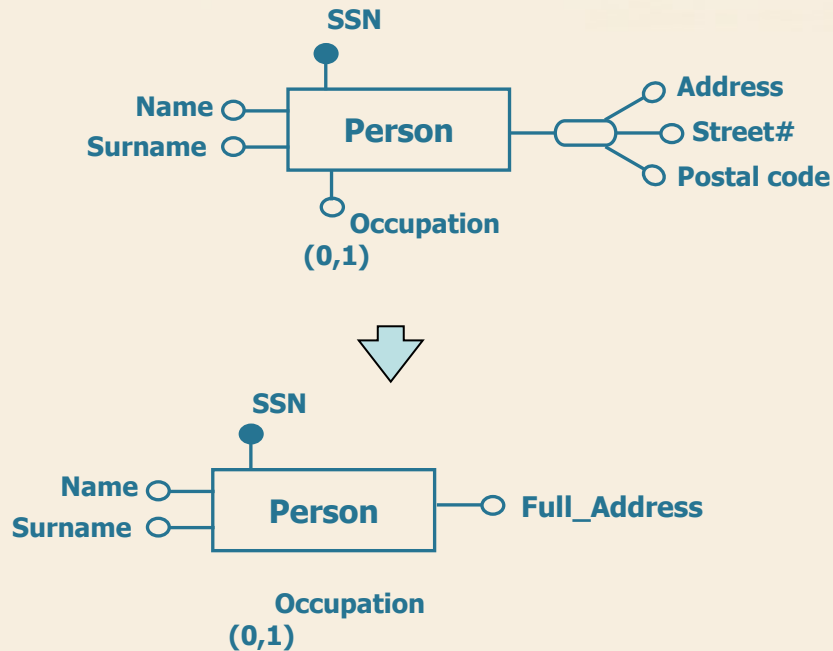 SSN
Name
Address
Person
Street#
Surname
Postal code
Occupation
(0,1)
SSN
Name
Person
Full_Address
Surname
Occupation
(0,1)